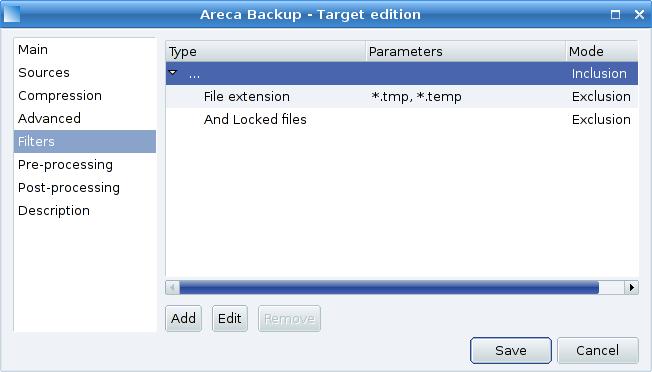 Areca Backup - Target edition
Main
Sources
Compression
Advanced
Filters
Pre-processing
Post-processing
Description
Type Parameters Mode
... Inclusion
File extension *.tmp, *.temp Exclusion
And Locked files Exclusion
Add Edit Remove
Save Cancel